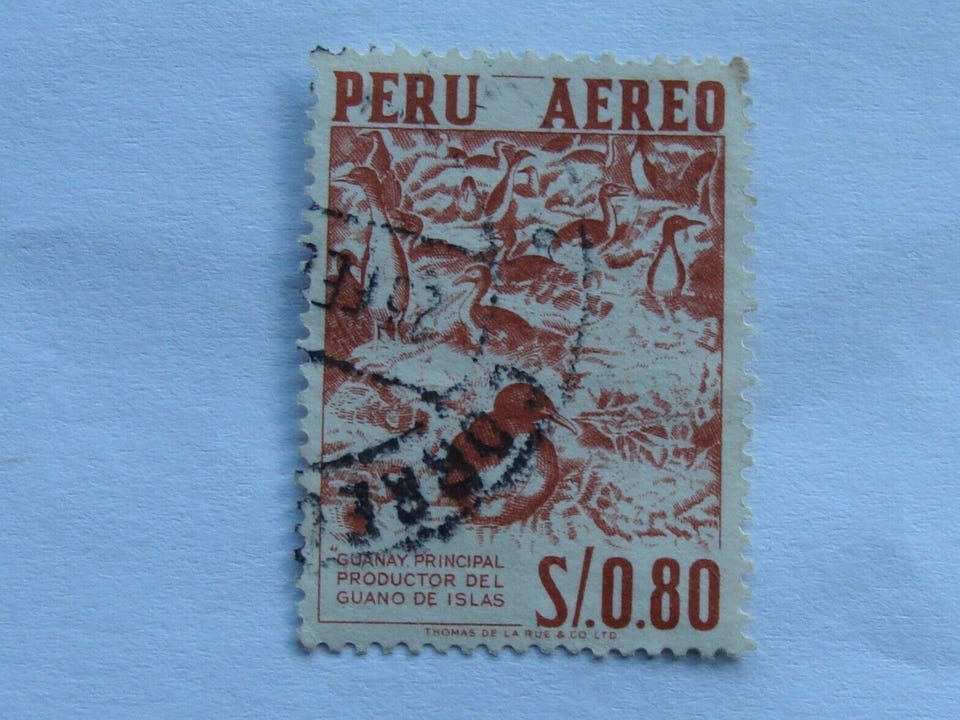 PERU AEREO
GUANAY. PRINCIPAL
PRODUCTOR DEL
GUANO DE ISLAS
S/.0.80
THOMAS DE LA RUE & CO. LTD.